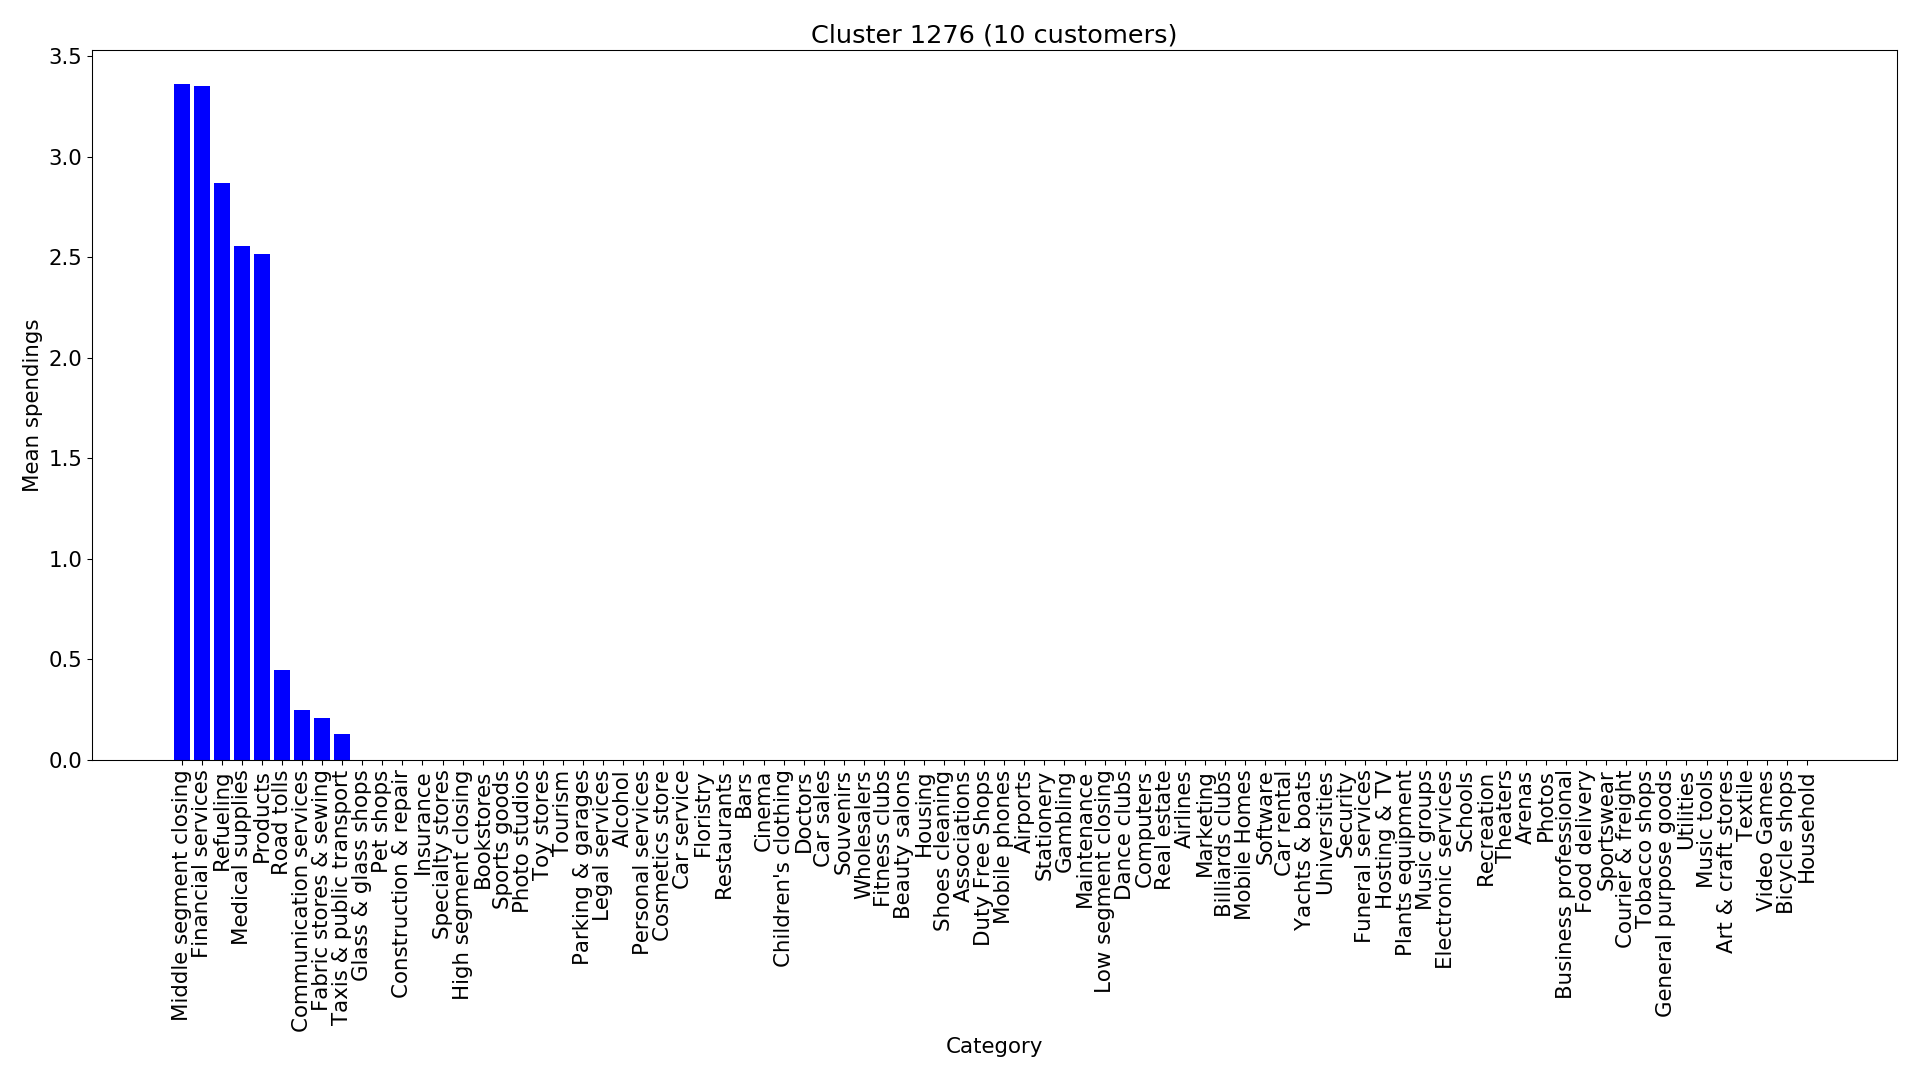 Cluster 1276 (10 customers)
3.5
3.0
2.5
2.0
1.5
1.0
0.5
0.0
Mean spendings
Middle segment closing
Financial services
Refueling
Medical supplies
Products
Road tolls
Communication services
Fabric stores & sewing
Taxis & public transport
Glass & glass shops
Pet shops
Construction & repair
Insurance
Specialty stores
High segment closing
Bookstores
Sports goods
Photo studios
Toy stores
Tourism
Parking & garages
Legal services
Alcohol
Personal services
Cosmetics store
Car service
Floristry
Restaurants
Bars
Cinema
Children's clothing
Doctors
Car sales
Souvenirs
Wholesalers
Fitness clubs
Beauty salons
Housing
Shoes cleaning
Associations
Duty Free Shops
Mobile phones
Airports
Stationery
Gambling
Maintenance
Low segment closing
Dance clubs
Computers
Real estate
Airlines
Marketing
Billiards clubs
Mobile Homes
Software
Car rental
Yachts & boats
Universities
Security
Funeral services
Hosting & TV
Plants equipment
Music groups
Electronic services
Schools
Recreation
Theaters
Arenas
Photos
Business professional
Food delivery
Sportswear
Courier & freight
Tobacco shops
General purpose goods
Utilities
Music tools
Art & craft stores
Textile
Video Games
Bicycle shops
Household
Category